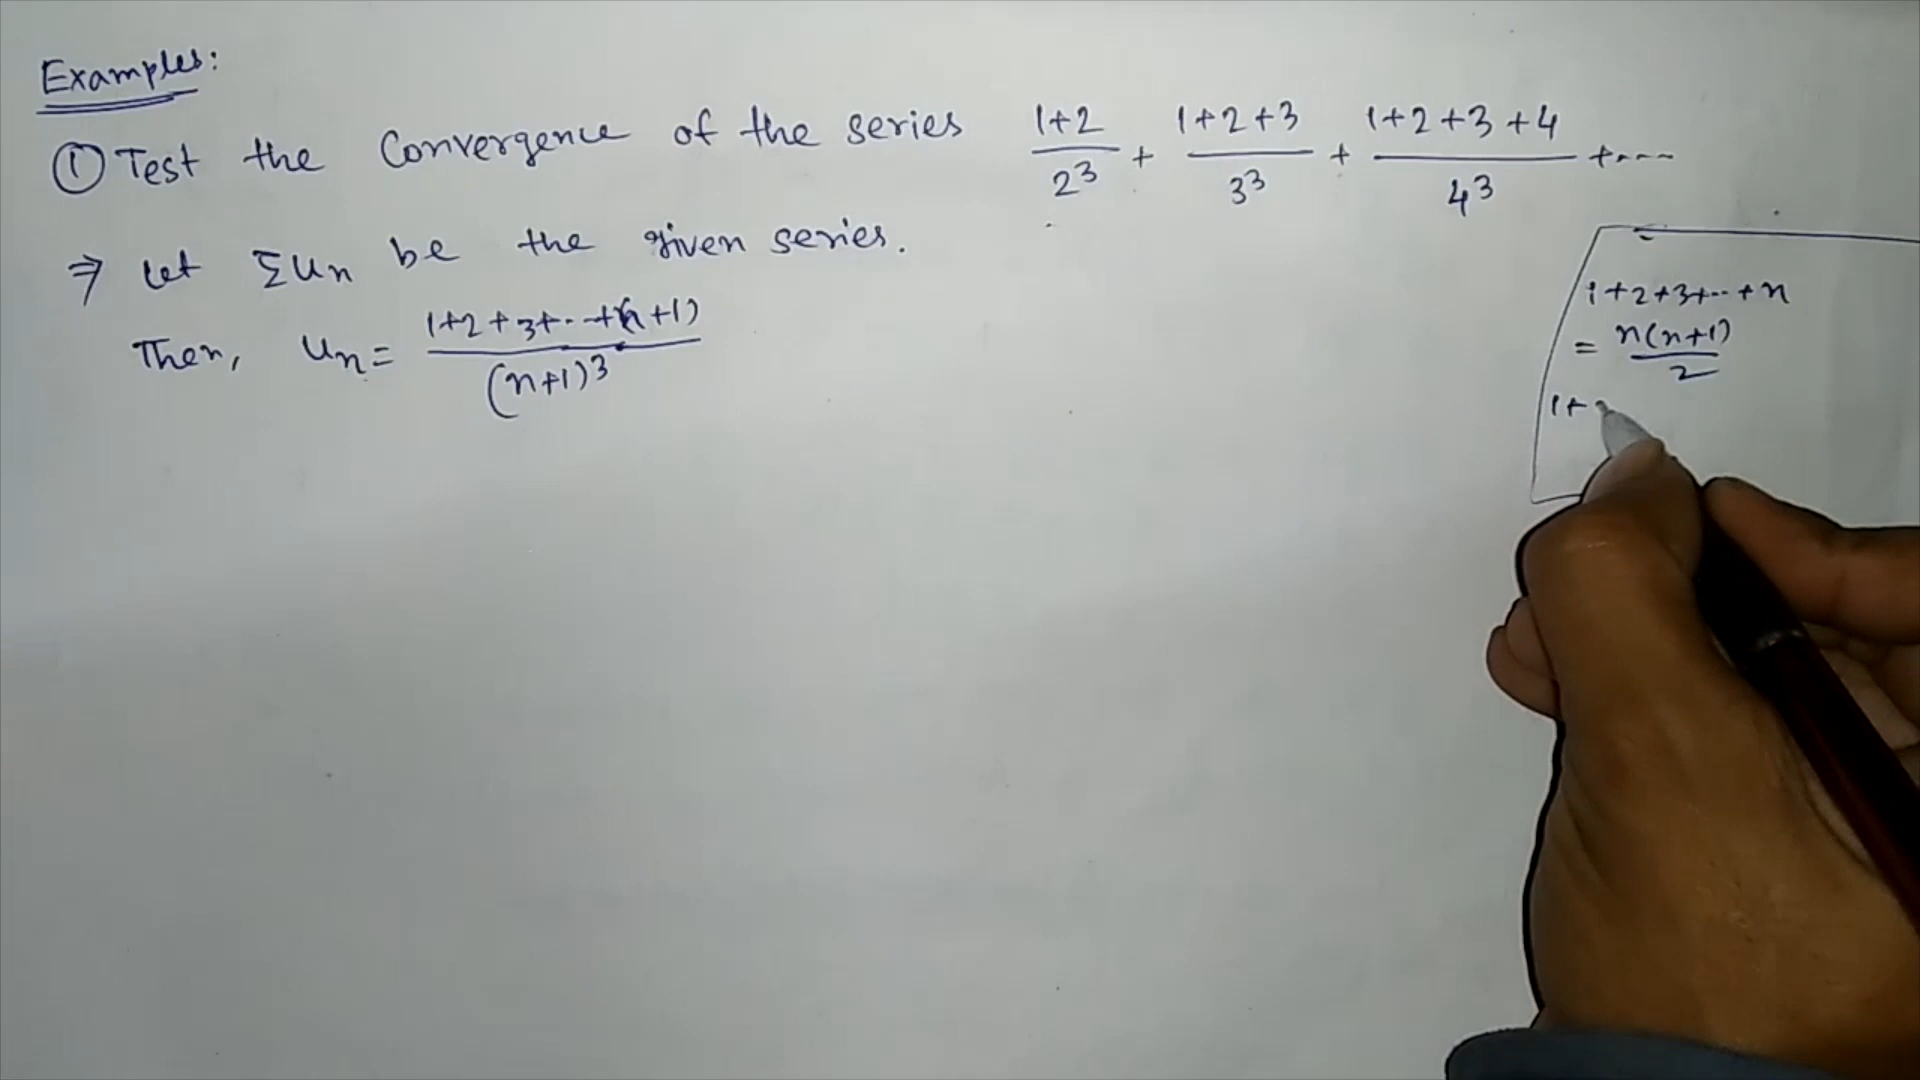 Examples:
① Test the Convergence of the series (1+2)/2³ + (1+2+3)/3³ + (1+2+3+4)/4³ +----
⇒ Let Σun be the given series.
Then, un = (1+2+3+..+(n+1))/(n+1)³
1+2+3+..+n
= n(n+1)/2
1+